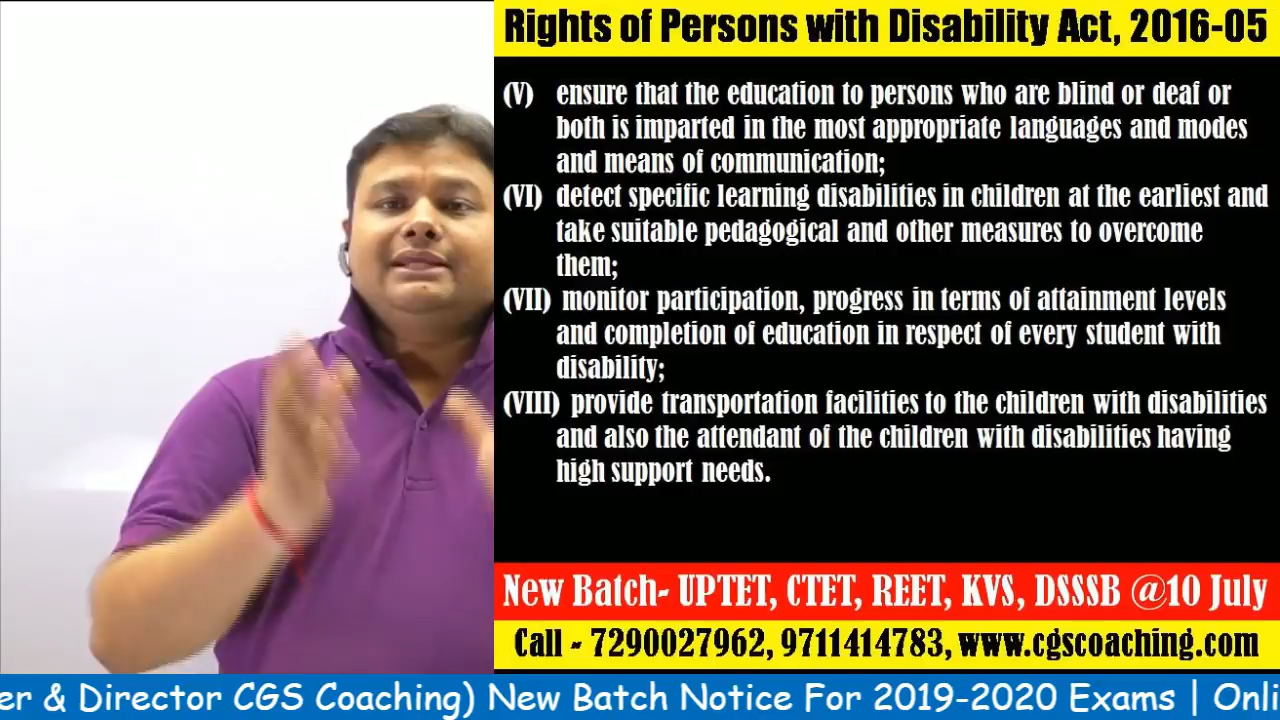 Rights of Persons with Disability Act, 2016-05
(V) ensure that the education to persons who are blind or deaf or
both is imparted in the most appropriate languages and modes
and means of communication;
(VI) detect specific learning disabilities in children at the earliest and
take suitable pedagogical and other measures to overcome
them;
(VII) monitor participation, progress in terms of attainment levels
and completion of education in respect of every student with
disability;
(VIII) provide transportation facilities to the children with disabilities
and also the attendant of the children with disabilities having
high support needs.
New Batch- UPTET, CTET, REET, KVS, DSSSB @10 July
Call - 7290027962, 9711414783, www.cgscoaching.com
er & Director CGS Coaching) New Batch Notice For 2019-2020 Exams | Onli